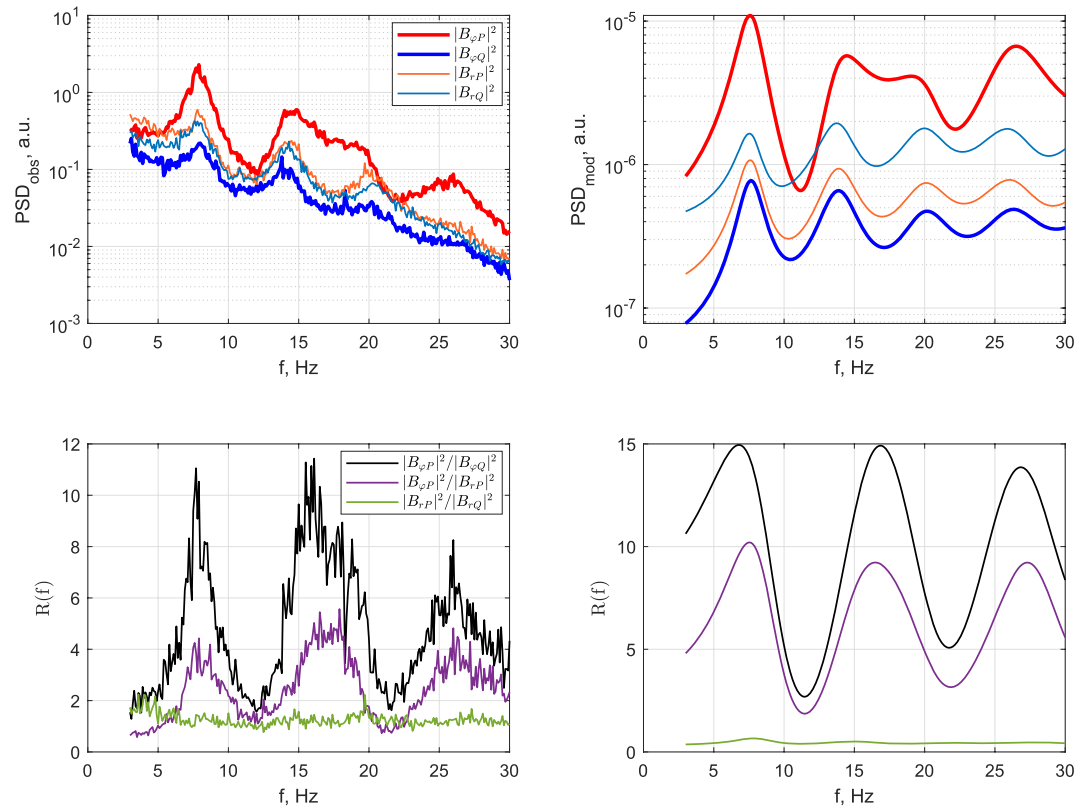 10^1
10^0
10^-1
10^-2
10^-3
PSD_obs, a.u.
0 5 10 15 20 25 30
f, Hz
|B_φP|^2
|B_φQ|^2
|B_rP|^2
|B_rQ|^2
10^-5
10^-6
10^-7
PSD_mod, a.u.
0 5 10 15 20 25 30
f, Hz
12
10
8
6
4
2
0
R(f)
0 5 10 15 20 25 30
f, Hz
|B_φP|^2/|B_φQ|^2
|B_φP|^2/|B_rP|^2
|B_rP|^2/|B_rQ|^2
15
10
5
0
R(f)
0 5 10 15 20 25 30
f, Hz